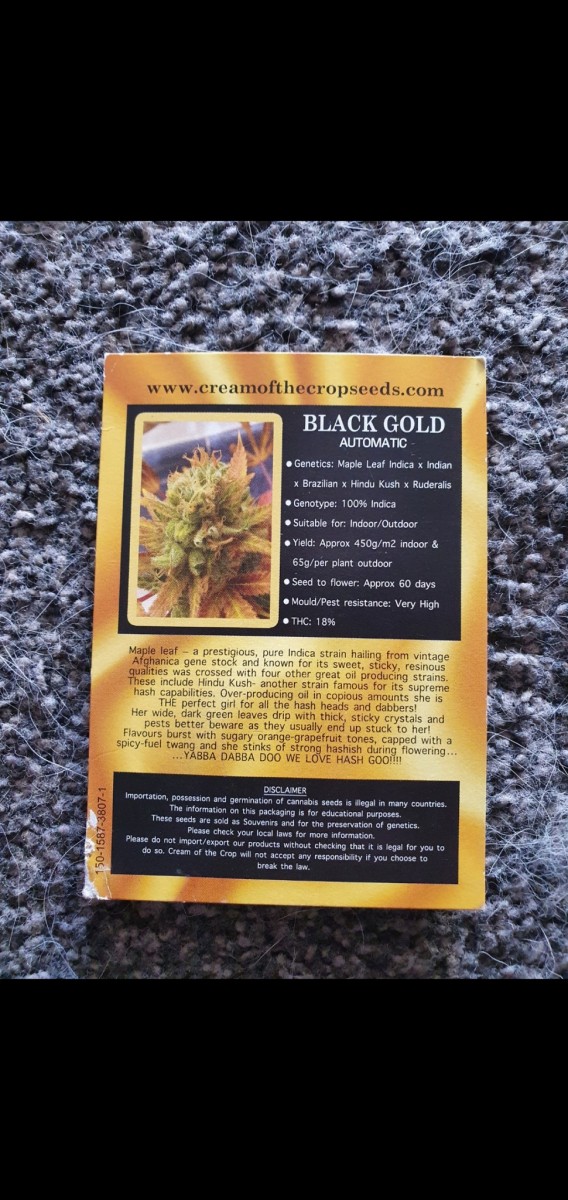 www.creamofthecropseeds.com
BLACK GOLD
AUTOMATIC
● Genetics: Maple Leaf Indica x Indian
x Brazilian x Hindu Kush x Ruderalis
● Genotype: 100% Indica
● Suitable for: Indoor/Outdoor
● Yield: Approx 450g/m2 indoor &
65g/per plant outdoor
● Seed to flower: Approx 60 days
● Mould/Pest resistance: Very High
● THC: 18%
Maple leaf – a prestigious, pure Indica strain hailing from vintage
Afghanica gene stock and known for its sweet, sticky, resinous
qualities was crossed with four other great oil producing strains.
These include Hindu Kush- another strain famous for its supreme
hash capabilities. Over-producing oil in copious amounts she is
THE perfect girl for all the hash heads and dabbers!
Her wide, dark green leaves drip with thick, sticky crystals and
pests better beware as they usually end up stuck to her!
Flavours burst with sugary orange-grapefruit tones, capped with a
spicy-fuel twang and she stinks of strong hashish during flowering...
...YABBA DABBA DOO WE LOVE HASH GOO!!!!
DISCLAIMER
Importation, possession and germination of cannabis seeds is illegal in many countries.
The information on this packaging is for educational purposes.
These seeds are sold as Souvenirs and for the preservation of genetics.
Please check your local laws for more information.
Please do not import/export our products without checking that it is legal for you to
do so. Cream of the Crop will not accept any responsibility if you choose to
break the law.
150-1587-3807-1